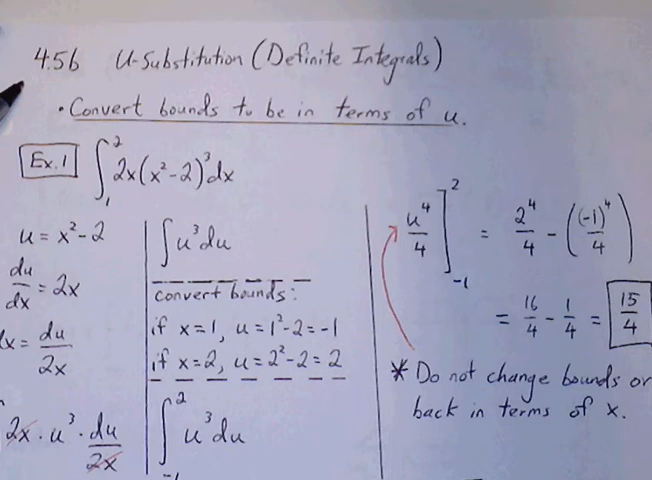 4.5b U-Substitution (Definite Integrals)
• Convert bounds to be in terms of u.
Ex. 1 ∫₁² 2x(x²-2)³dx
u = x²-2
du/dx = 2x
dx = du/2x
2x · u³ · du/2x
∫u³du
convert bounds:
if x=1, u=1²-2=-1
if x=2, u=2²-2=2
∫₋₁² u³du
u⁴/4 ]₋₁² = 2⁴/4 - ((-1)⁴/4)
= 16/4 - 1/4 = 15/4
* Do not change bounds or
back in terms of x.